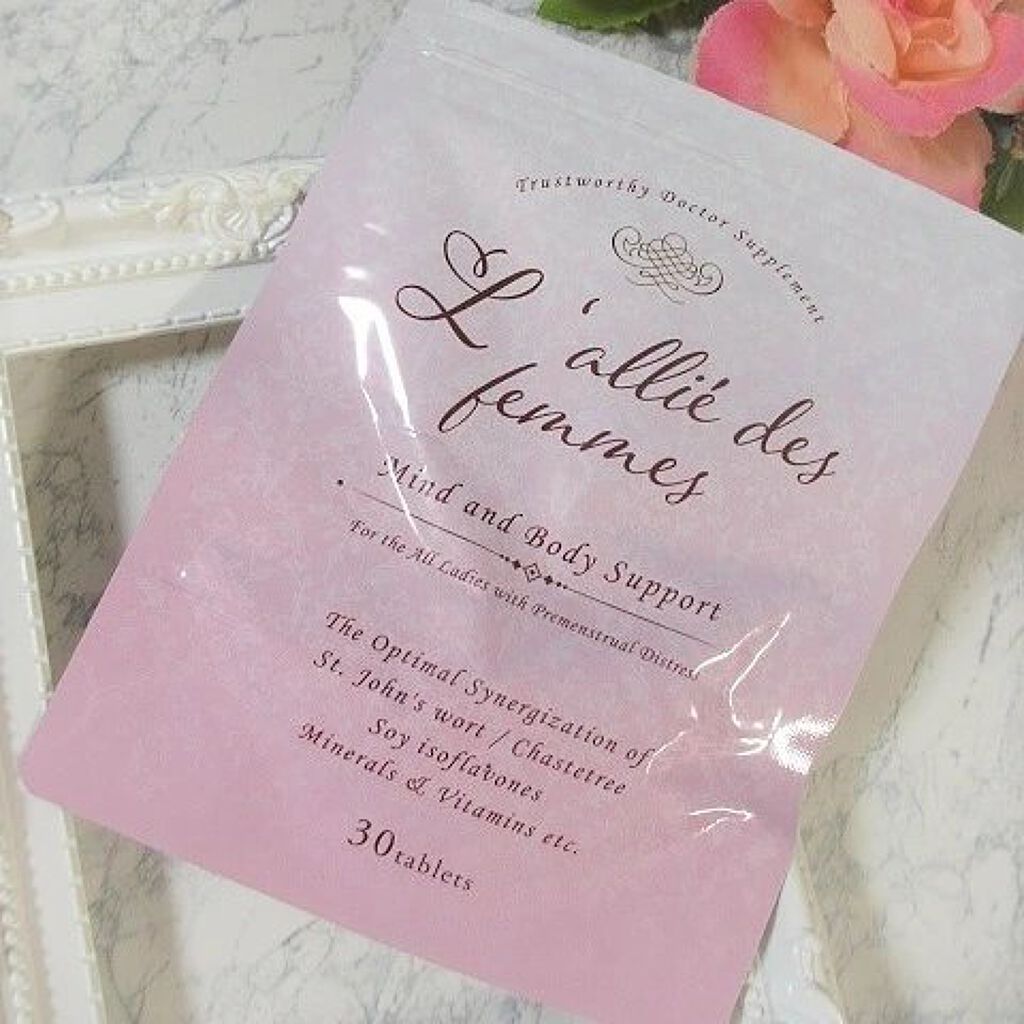 Trustworthy Doctor Supplement
L'allié des
femmes
Mind and Body Support
For the All Ladies with Premenstrual Distress
The Optimal Synergization of
St. John's wort / Chastetree
Soy isoflavones
Minerals & Vitamins etc.
30tablets